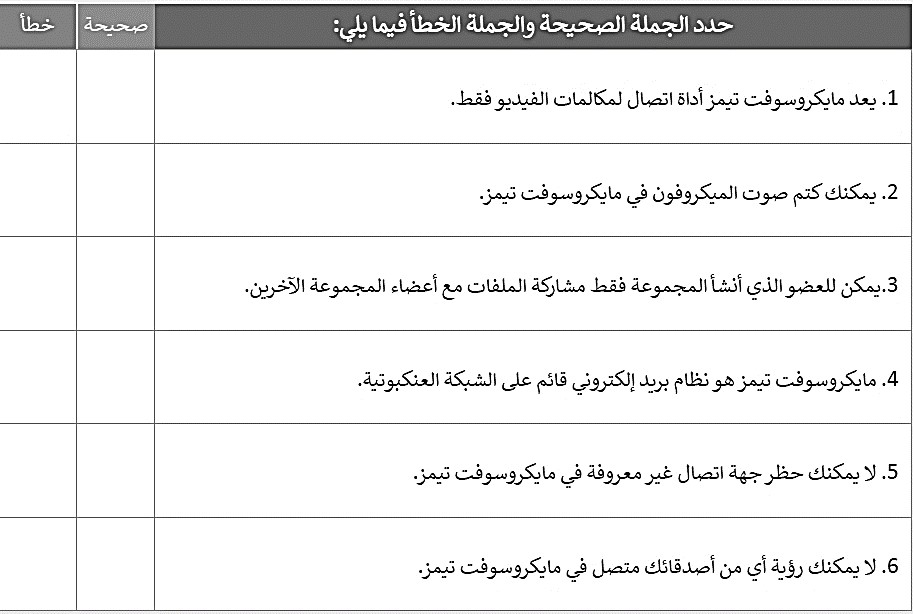 حدد الجملة الصحيحة والجملة الخطأ فيما يلي: صحيحة خطأ
1. يعد مايكروسوفت تيمز أداة اتصال لمكالمات الفيديو فقط.
2. يمكنك كتم صوت الميكروفون في مايكروسوفت تيمز.
3.يمكن للعضو الذي أنشأ المجموعة فقط مشاركة الملفات مع أعضاء المجموعة الآخرين.
4. مايكروسوفت تيمز هو نظام بريد إلكتروني قائم على الشبكة العنكبوتية.
5. لا يمكنك حظر جهة اتصال غير معروفة في مايكروسوفت تيمز.
6. لا يمكنك رؤية أي من أصدقائك متصل في مايكروسوفت تيمز.